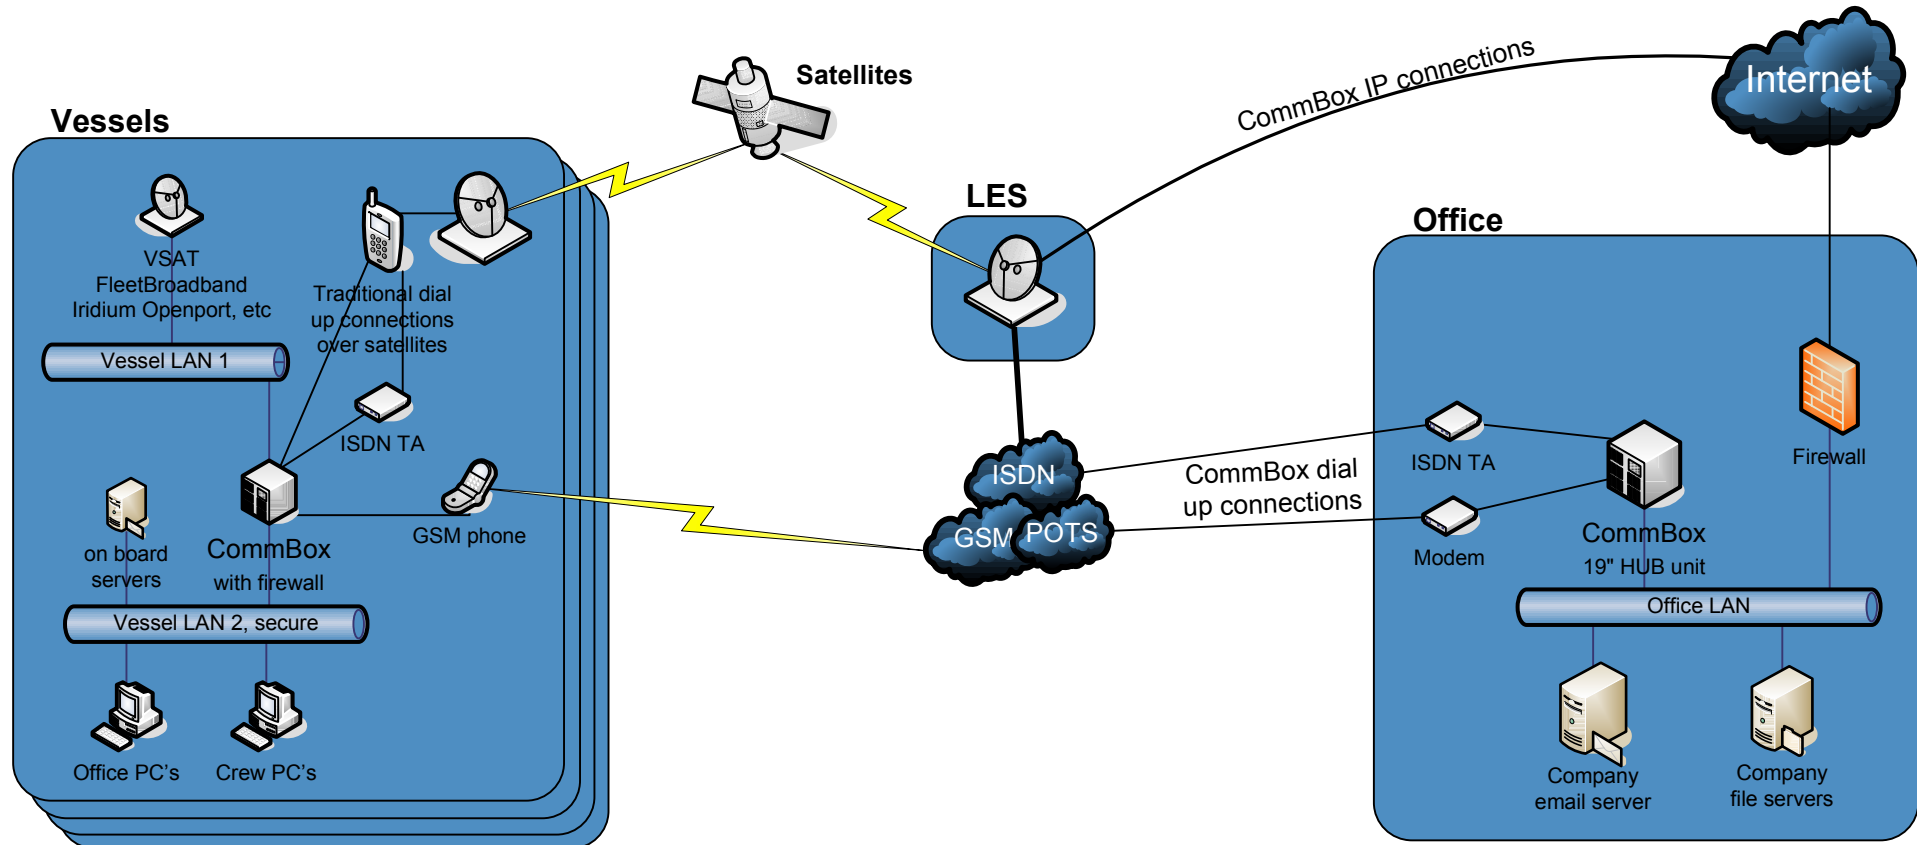 Vessels
VSAT
FleetBroadband
Iridium Openport, etc
Traditional dial
up connections
over satellites
Vessel LAN 1
ISDN TA
GSM phone
on board
servers
CommBox
with firewall
Vessel LAN 2, secure
Office PC's
Crew PC's
Satellites
LES
CommBox IP connections
Internet
ISDN
GSM
POTS
CommBox dial
up connections
Office
ISDN TA
Modem
CommBox
19" HUB unit
Firewall
Office LAN
Company
email server
Company
file servers